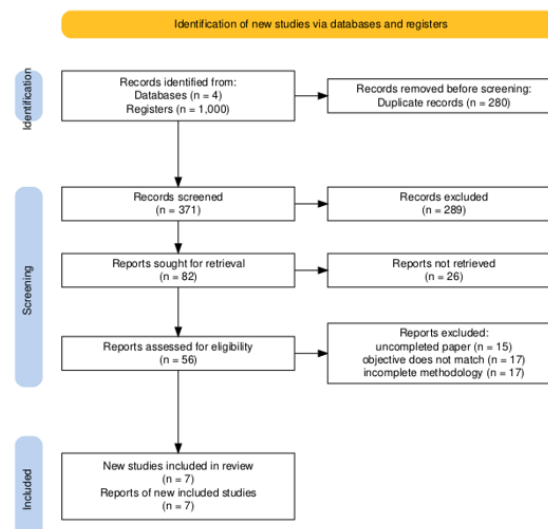 Identification of new studies via databases and registers
Identification
Records identified from:
Databases (n = 4)
Registers (n = 1,000)
Records removed before screening:
Duplicate records (n = 280)
Screening
Records screened
(n = 371)
Records excluded
(n = 289)
Reports sought for retrieval
(n = 82)
Reports not retrieved
(n = 26)
Reports assessed for eligibility
(n = 56)
Reports excluded:
uncompleted paper (n = 15)
objective does not match (n = 17)
incomplete methodology (n = 17)
Included
New studies included in review
(n = 7)
Reports of new included studies
(n = 7)